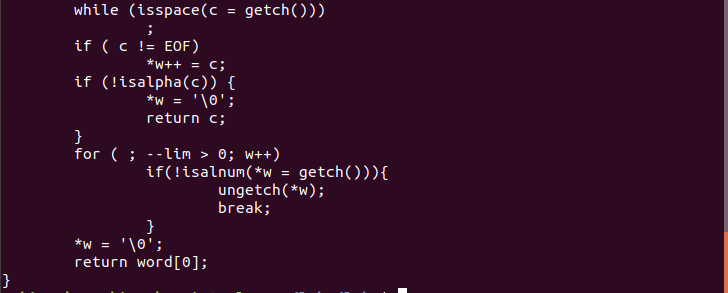 while (isspace(c = getch()))
;
if ( c != EOF)
*w++ = c;
if (!isalpha(c)) {
*w = '\0';
return c;
}
for ( ; --lim > 0; w++)
if(!isalnum(*w = getch())){
ungetch(*w);
break;
}
*w = '\0';
return word[0];
}